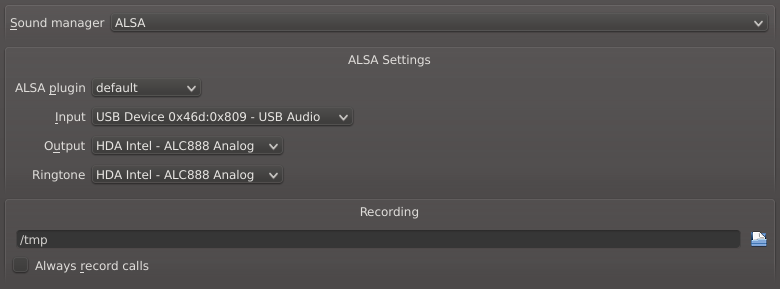 Sound manager ALSA
ALSA Settings
ALSA plugin default
Input USB Device 0x46d:0x809 - USB Audio
Output HDA Intel - ALC888 Analog
Ringtone HDA Intel - ALC888 Analog
Recording
/tmp
Always record calls